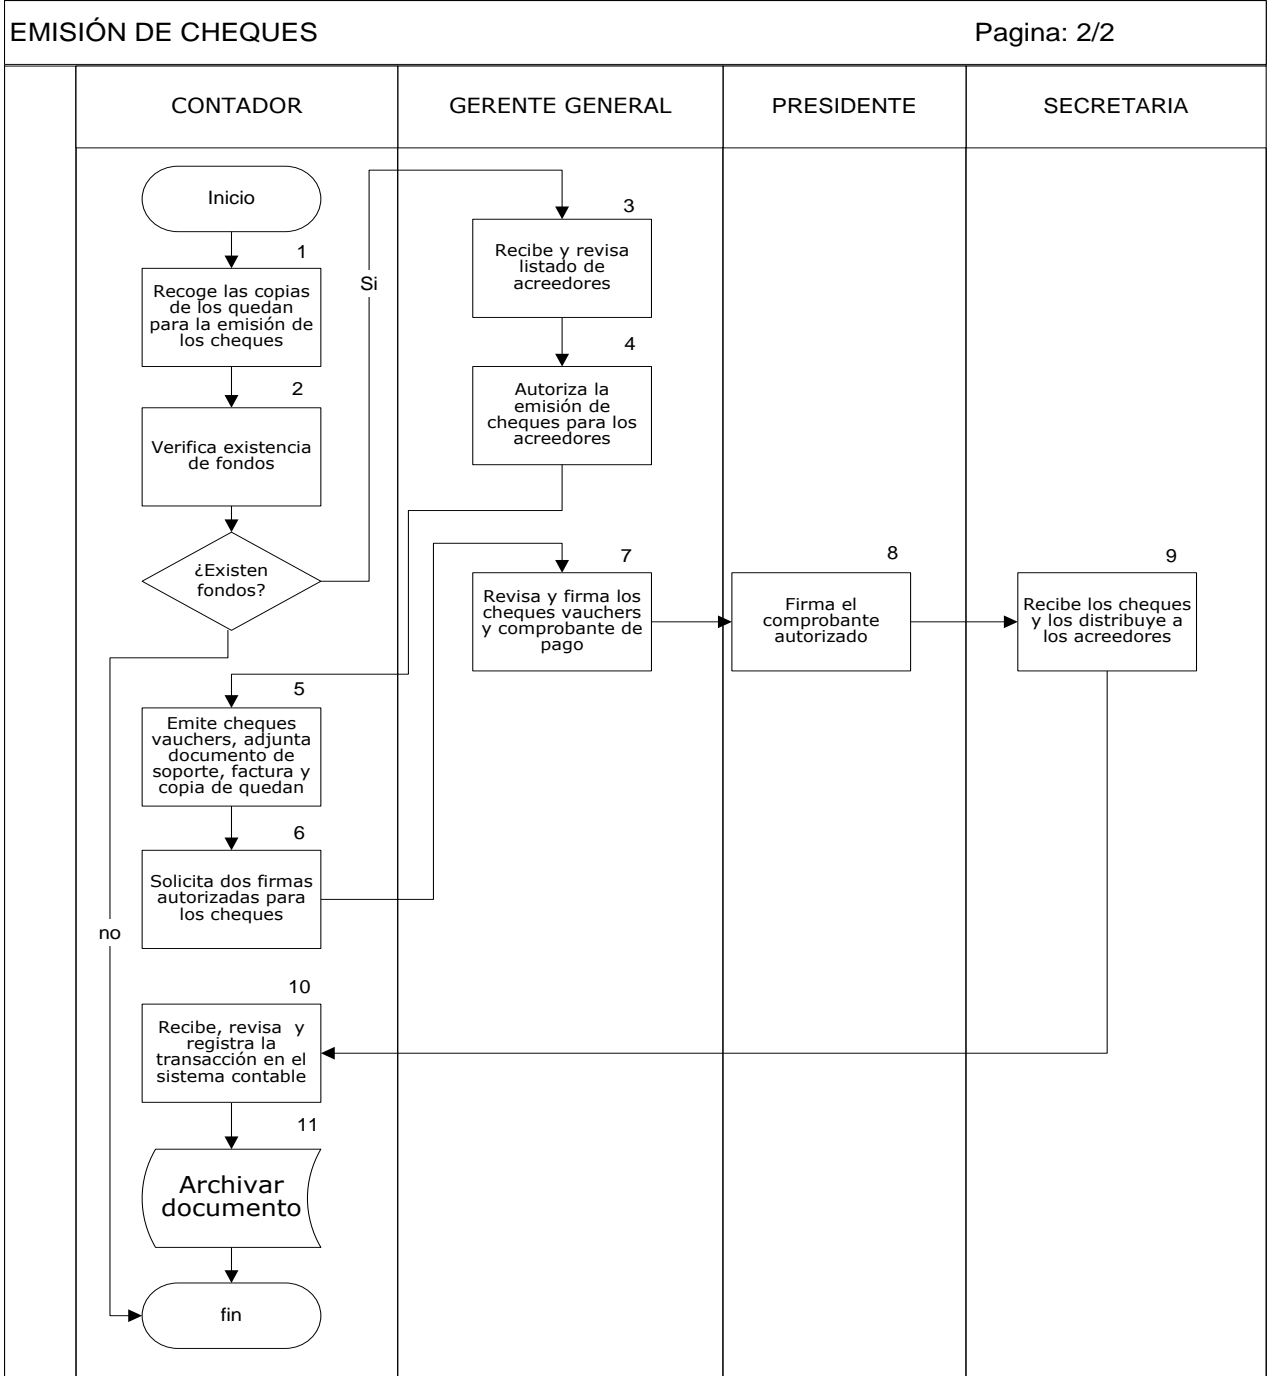 EMISIÓN DE CHEQUES
Pagina: 2/2
CONTADOR
GERENTE GENERAL
PRESIDENTE
SECRETARIA
Inicio
1
Recoge las copias
de los quedan
para la emisión de
los cheques
2
Verifica existencia
de fondos
¿Existen
fondos?
Si
no
3
Recibe y revisa
listado de
acreedores
4
Autoriza la
emisión de
cheques para los
acreedores
5
Emite cheques
vauchers, adjunta
documento de
soporte, factura y
copia de quedan
6
Solicita dos firmas
autorizadas para
los cheques
7
Revisa y firma los
cheques vauchers
y comprobante de
pago
8
Firma el
comprobante
autorizado
9
Recibe los cheques
y los distribuye a
los acreedores
10
Recibe, revisa y
registra la
transacción en el
sistema contable
11
Archivar
documento
fin